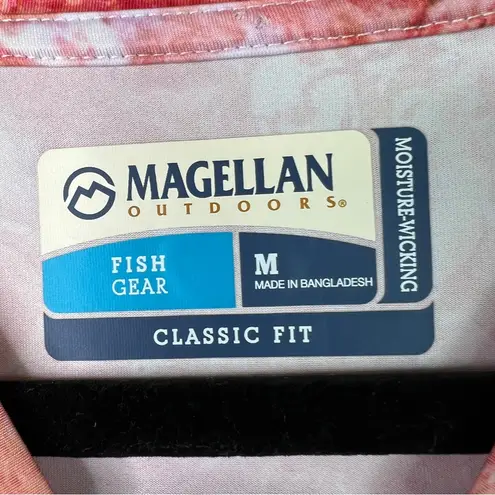 MAGELLAN
OUTDOORS®
FISH
GEAR
M
MADE IN BANGLADESH
MOISTURE-WICKING
CLASSIC FIT